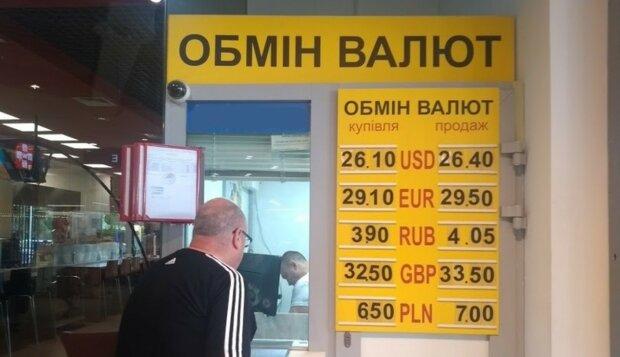 ОБМІН ВАЛЮТ
ОБМІН ВАЛЮТ
купівля продаж
26.10 USD 26.40
29.10 EUR 29.50
3.90 RUB 4.05
32.50 GBP 33.50
6.50 PLN 7.00